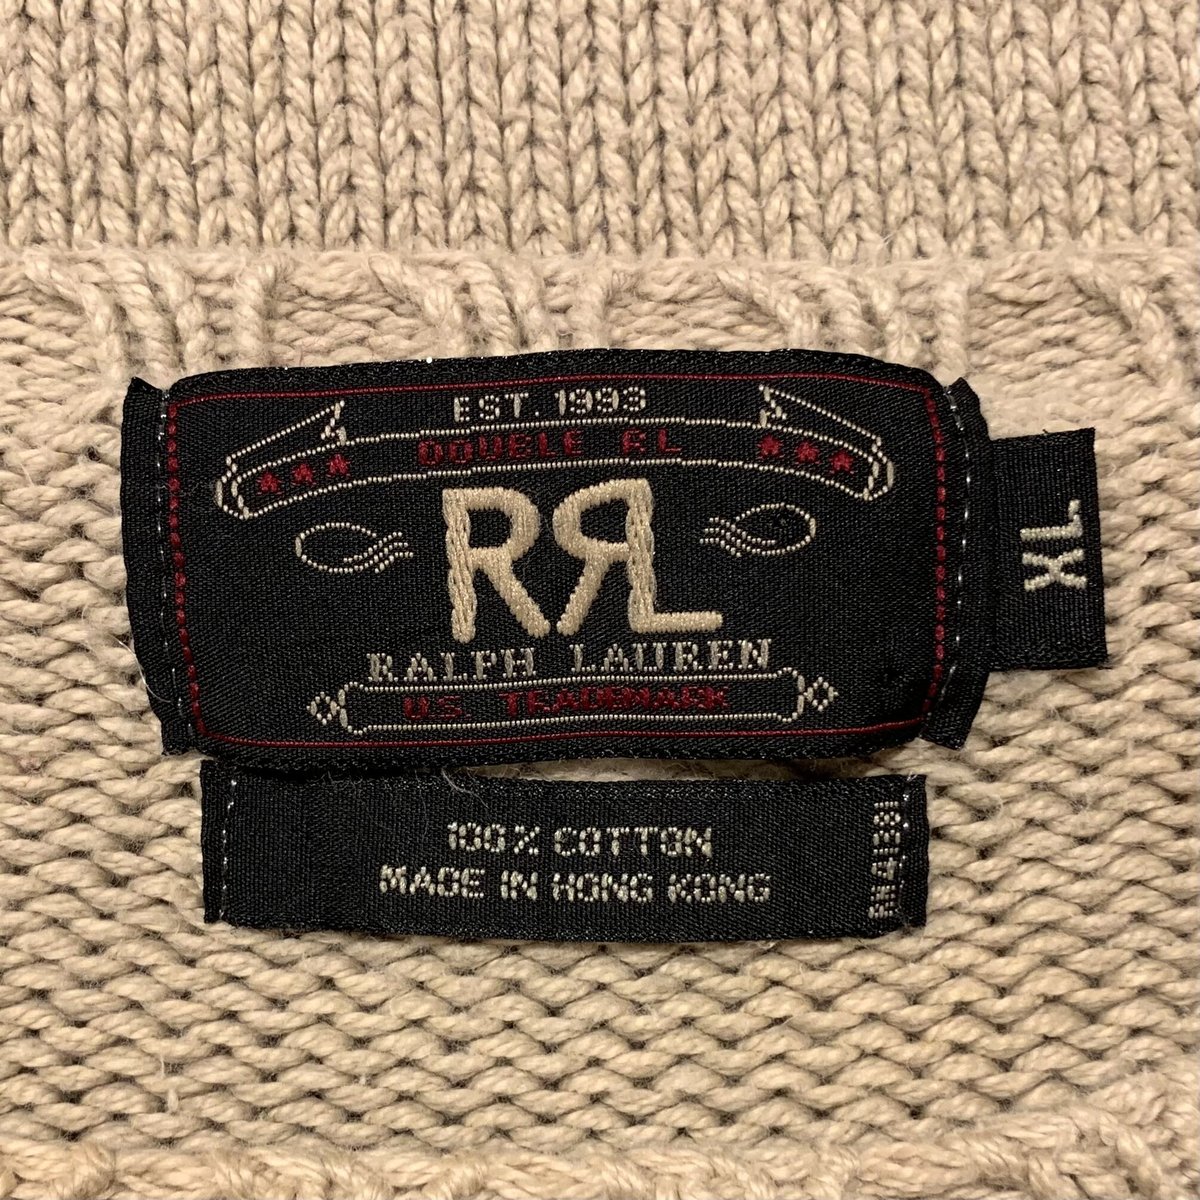 EST. 1993
DOUBLE RL
RRL
RALPH LAUREN
U.S. TRADEMARK
XL
100% COTTON
MADE IN HONG KONG